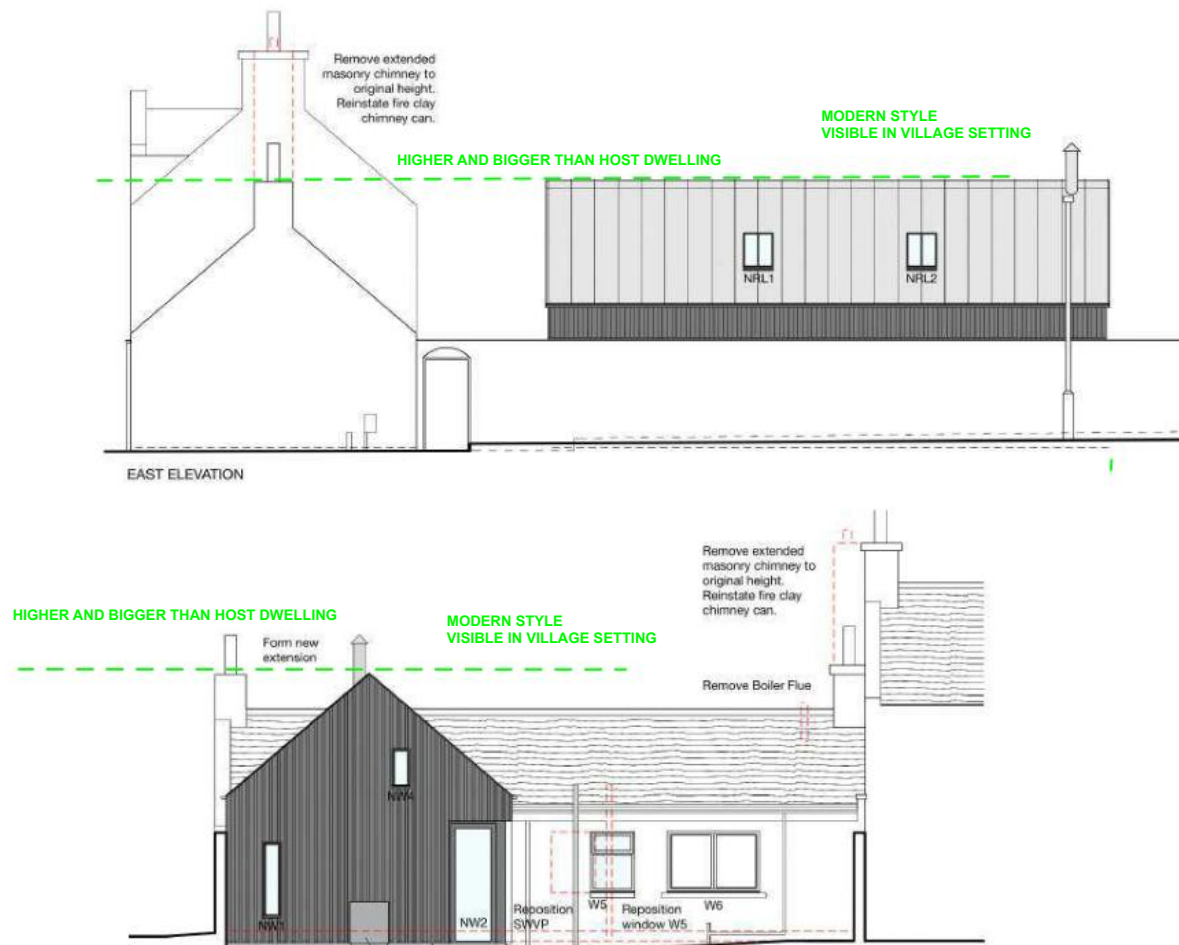 Remove extended
masonry chimney to
original height.
Reinstate fire clay
chimney can.
MODERN STYLE
VISIBLE IN VILLAGE SETTING
HIGHER AND BIGGER THAN HOST DWELLING
NRL1
NRL2
EAST ELEVATION
Remove extended
masonry chimney to
original height.
Reinstate fire clay
chimney can.
HIGHER AND BIGGER THAN HOST DWELLING
MODERN STYLE
VISIBLE IN VILLAGE SETTING
Form new
extension
Remove Boiler Flue
NW4
NW1
NW2
Reposition
SWVP
W5
Reposition
window W5
W6